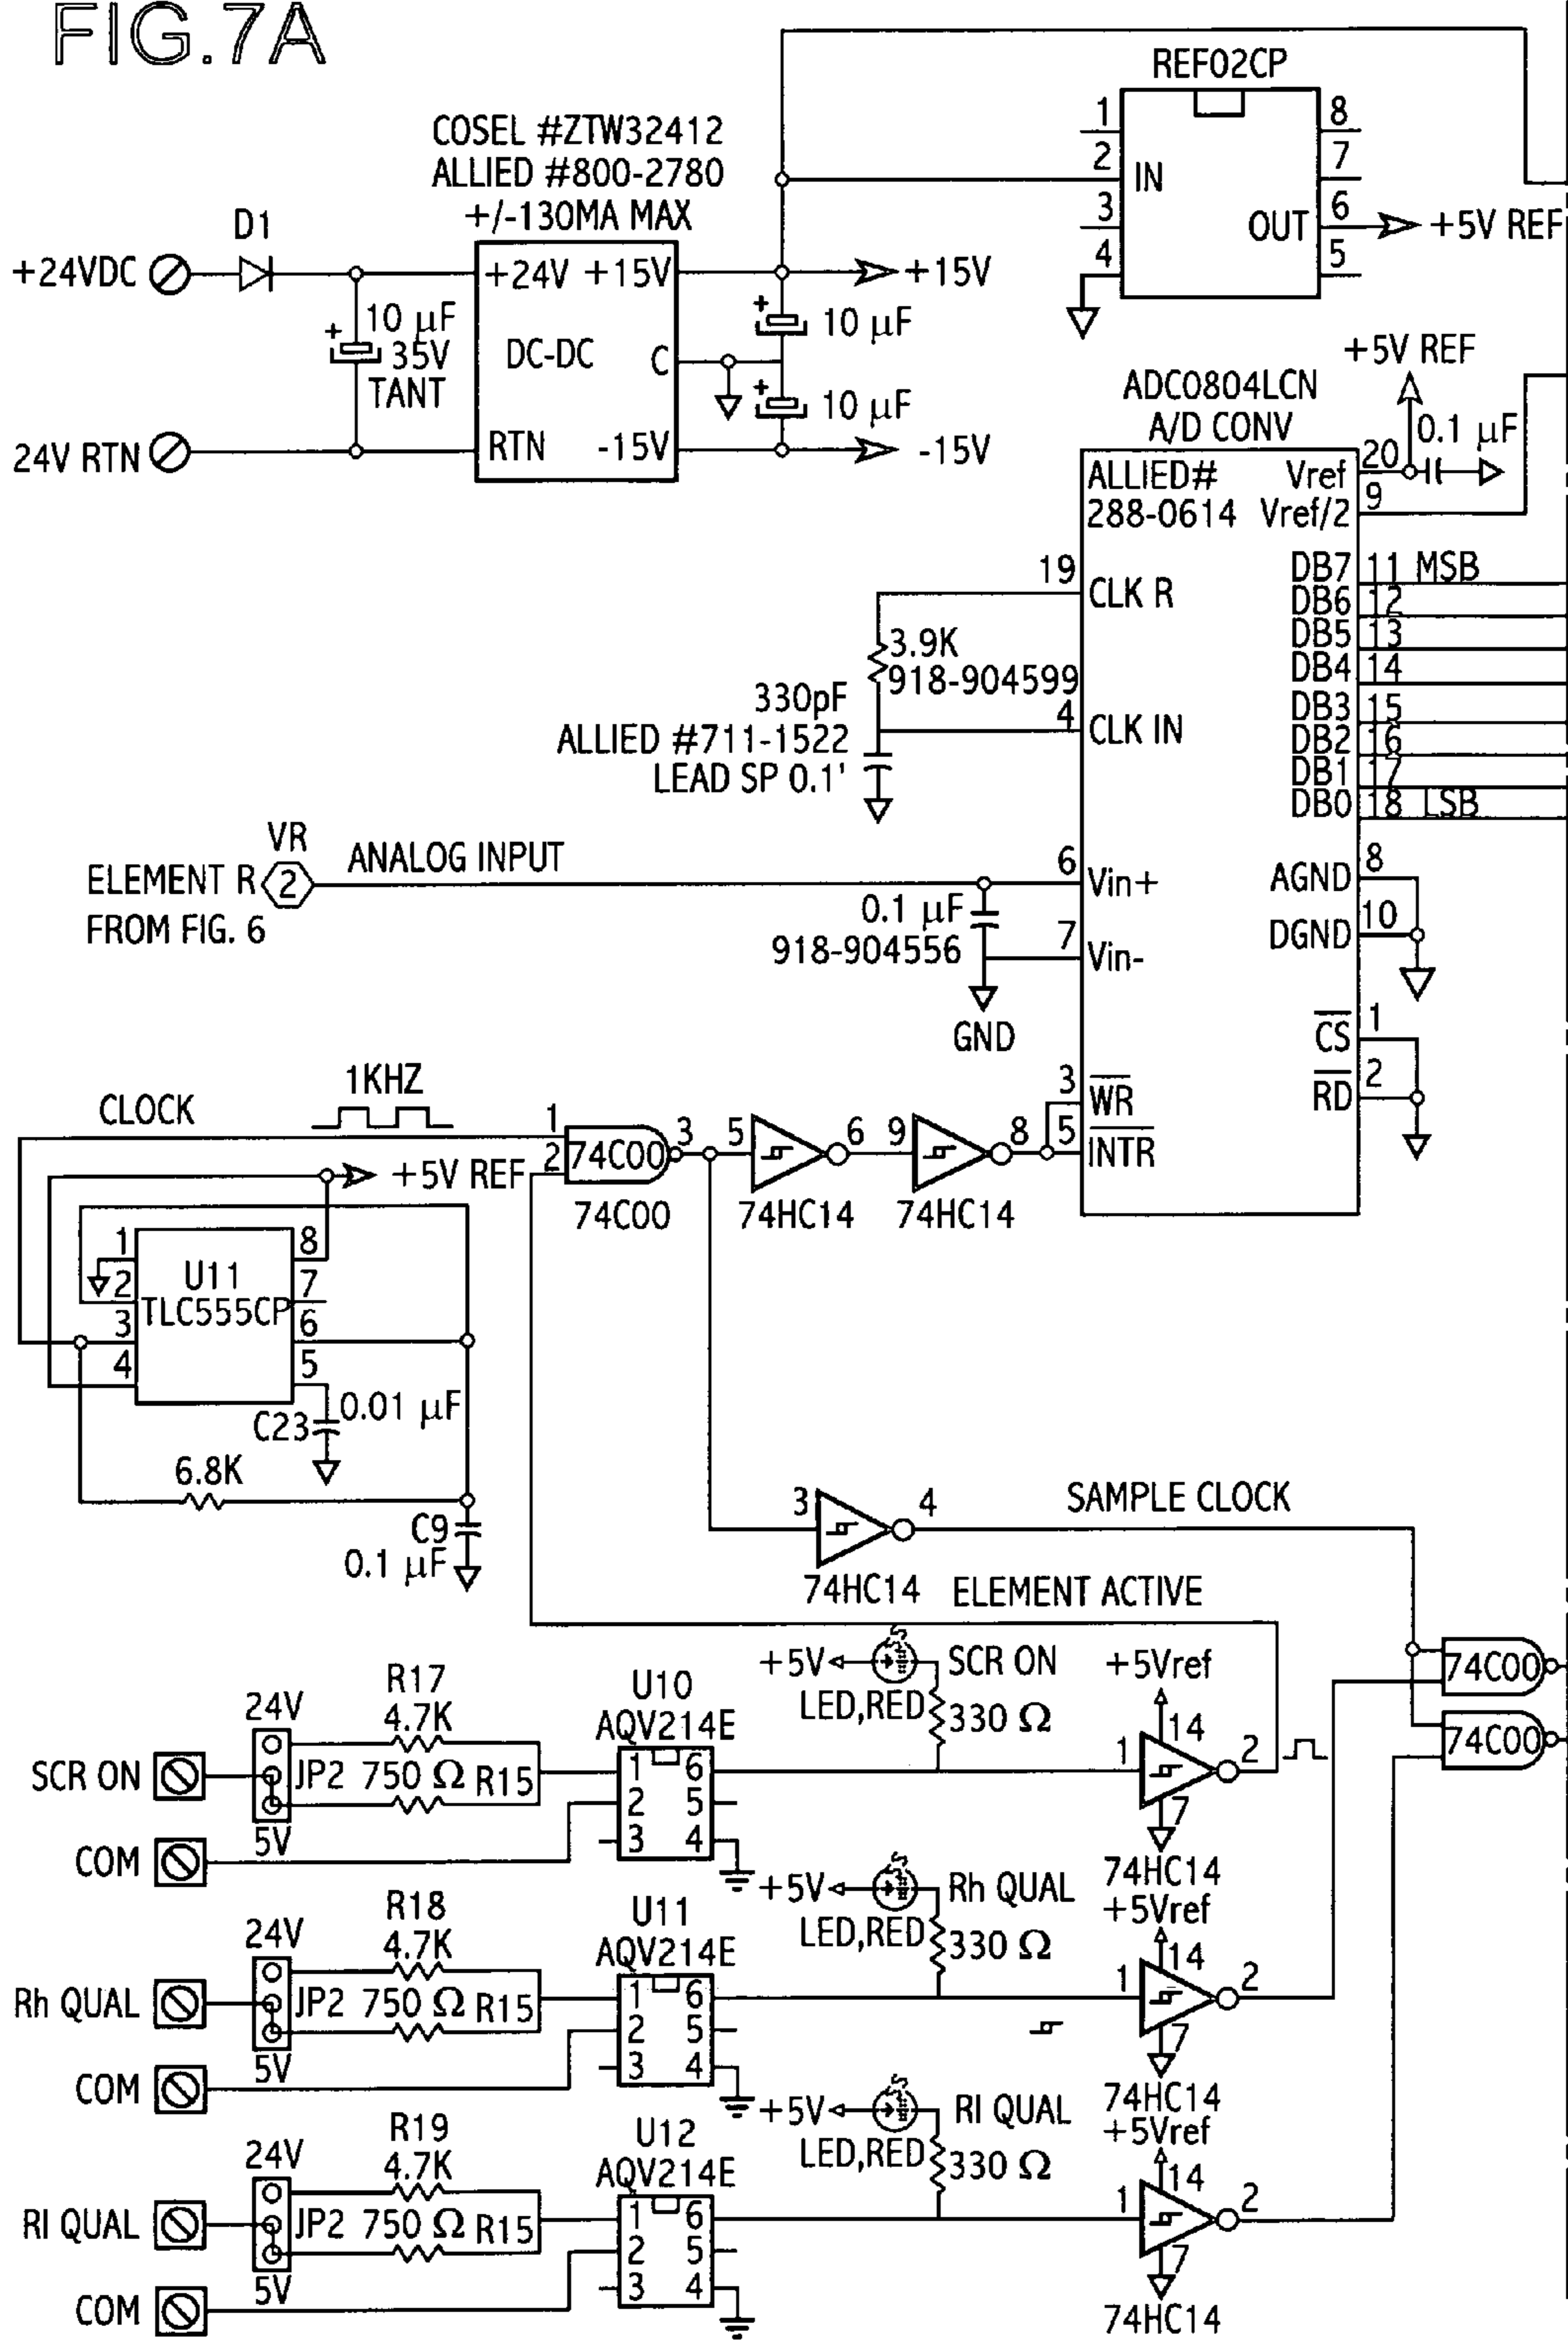 FIG.7A
REF02CP
1
2
3
4
IN
OUT
8
7
6
5
+5V REF
COSEL #ZTW32412
ALLIED #800-2780
+/-130MA MAX
D1
+24VDC
10 µF
35V
TANT
24V RTN
+24V +15V
DC-DC
C
RTN -15V
+15V
10 µF
10 µF
-15V
+5V REF
0.1 µF
ADC0804LCN
A/D CONV
ALLIED#
288-0614
Vref
20
Vref/2
9
19
CLK R
3.9K
918-904599
330pF
4
CLK IN
ALLIED #711-1522
LEAD SP 0.1'
DB7 11 MSB
DB6 12
DB5 13
DB4 14
DB3 15
DB2 16
DB1 17
DB0 18 LSB
VR
ELEMENT R
2
FROM FIG. 6
ANALOG INPUT
6
Vin+
0.1 µF
918-904556
7
Vin-
GND
AGND
8
DGND
10
CS
1
RD
2
3
WR
5
INTR
1KHZ
CLOCK
1
2
74C00
3
74C00
5
6
74HC14
9
8
74HC14
+5V REF
1
2
3
4
U11
TLC555CP
8
7
6
5
0.01 µF
C23
6.8K
C9
0.1 µF
3
4
74HC14
SAMPLE CLOCK
ELEMENT ACTIVE
74C00
74C00
SCR ON
24V
JP2
5V
COM
R17
4.7K
750 Ω
R15
U10
AQV214E
1 6
2 5
3 4
+5V
SCR ON
LED,RED
330 Ω
+5Vref
14
1
2
7
74HC14
Rh QUAL
24V
JP2
5V
COM
R18
4.7K
750 Ω
R15
U11
AQV214E
1 6
2 5
3 4
+5V
Rh QUAL
LED,RED
330 Ω
+5Vref
14
1
2
7
74HC14
Rl QUAL
24V
JP2
5V
COM
R19
4.7K
750 Ω
R15
U12
AQV214E
1 6
2 5
3 4
+5V
Rl QUAL
LED,RED
330 Ω
+5Vref
14
1
2
7
74HC14